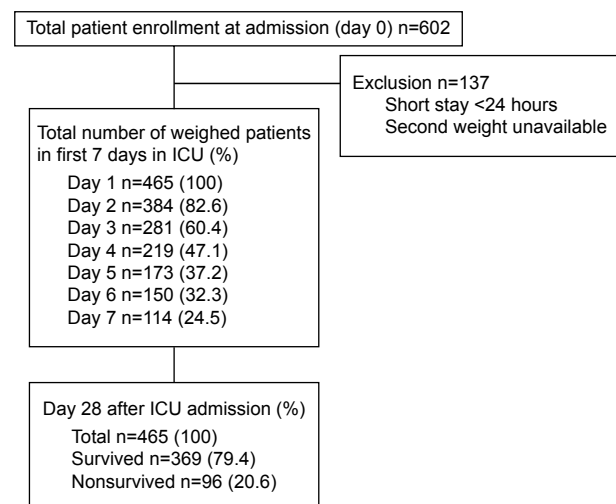 Total patient enrollment at admission (day 0) n=602
Exclusion n=137
Short stay <24 hours
Second weight unavailable
Total number of weighed patients
in first 7 days in ICU (%)
Day 1 n=465 (100)
Day 2 n=384 (82.6)
Day 3 n=281 (60.4)
Day 4 n=219 (47.1)
Day 5 n=173 (37.2)
Day 6 n=150 (32.3)
Day 7 n=114 (24.5)
Day 28 after ICU admission (%)
Total n=465 (100)
Survived n=369 (79.4)
Nonsurvived n=96 (20.6)